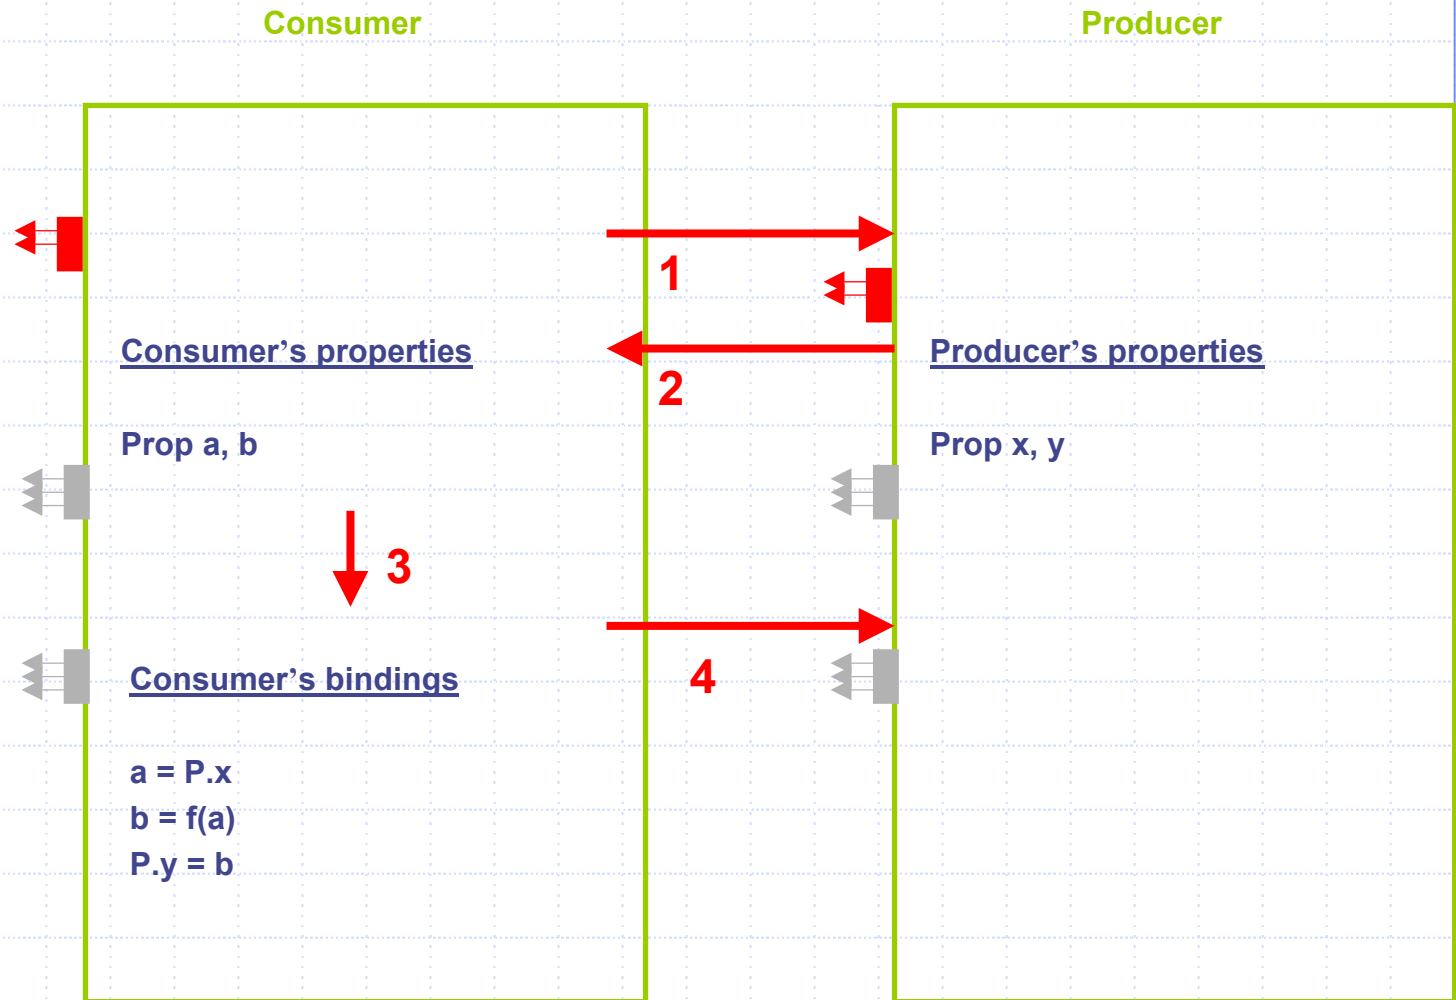 Consumer
Producer
1
Consumer’s properties
2
Producer’s properties
Prop a, b
Prop x, y
3
Consumer’s bindings
4
a = P.x
b = f(a)
P.y = b